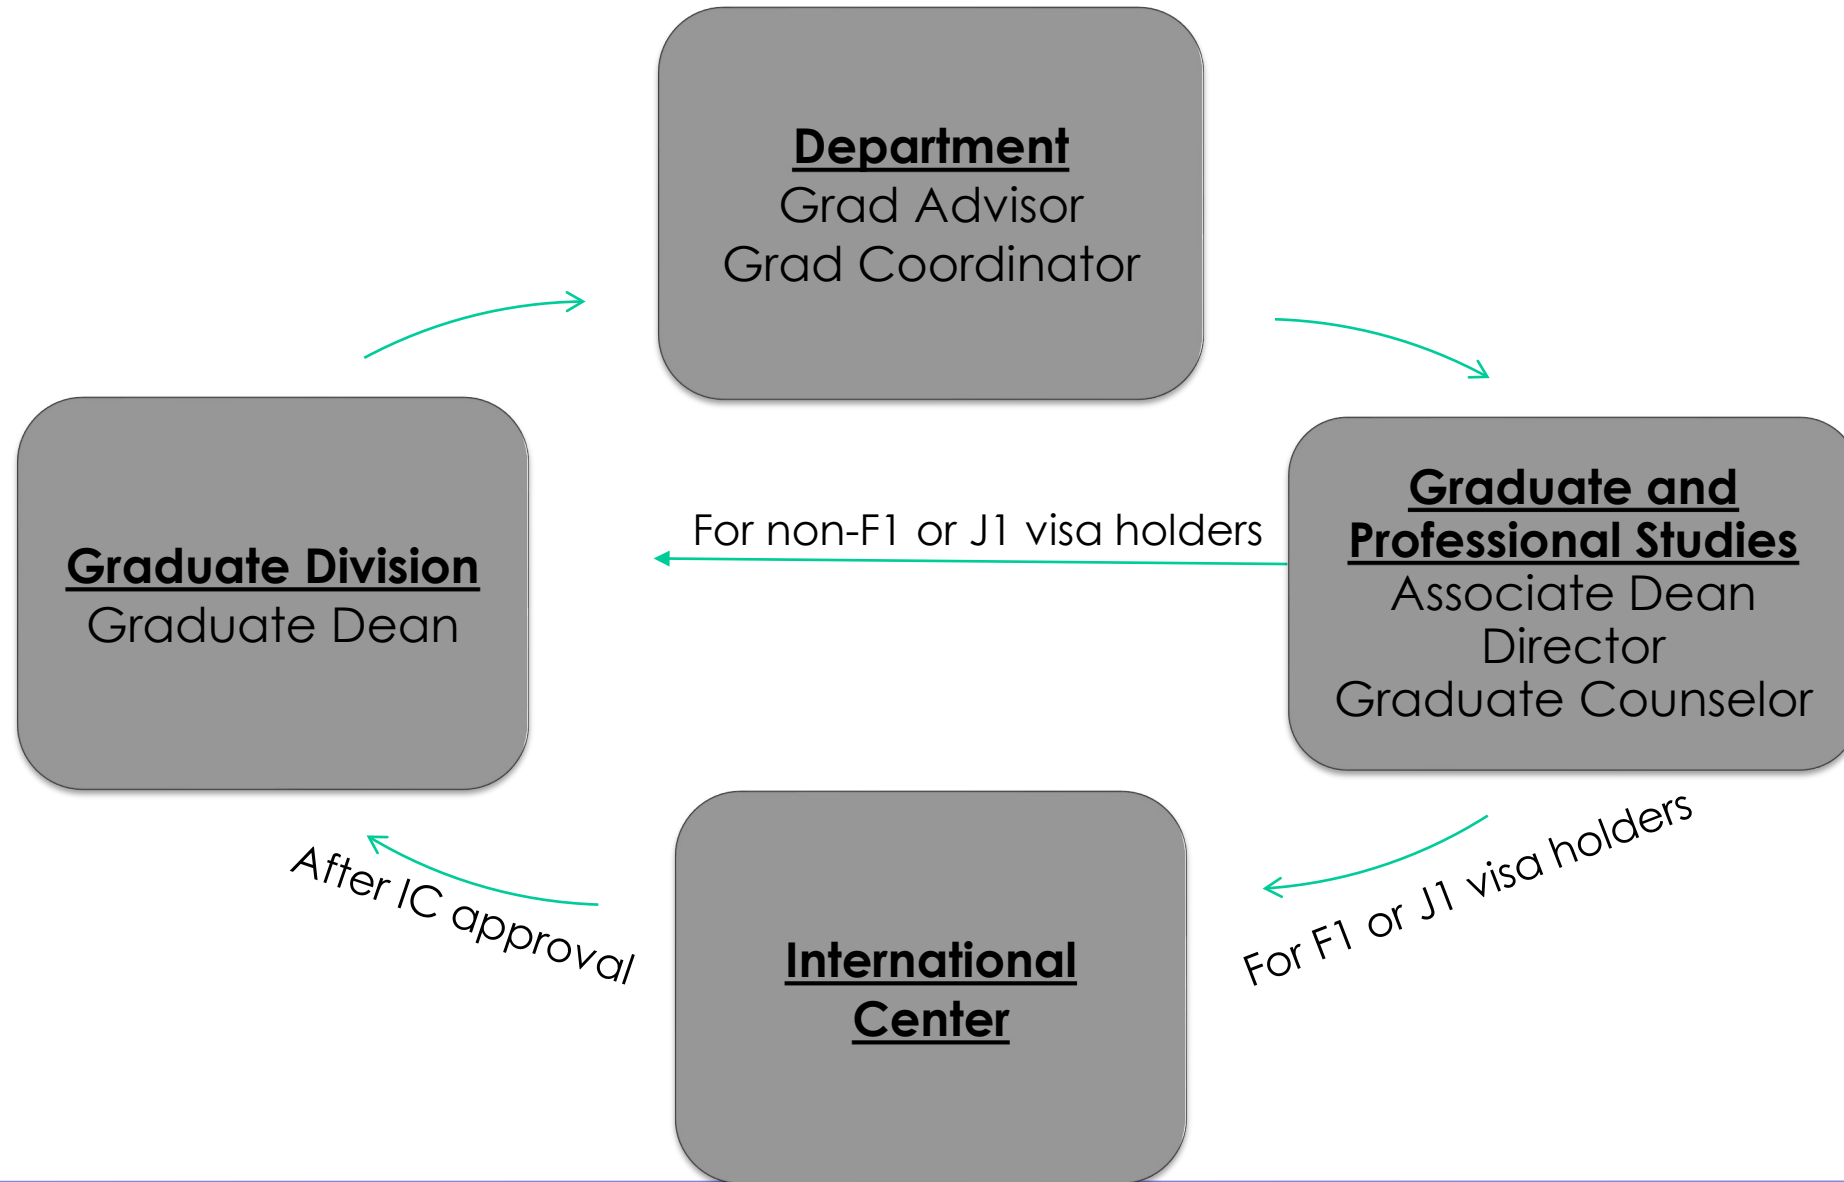 Department
Grad Advisor
Grad Coordinator
Graduate Division
Graduate Dean
For non-F1 or J1 visa holders
Graduate and
Professional Studies
Associate Dean
Director
Graduate Counselor
After IC approval
International
Center
For F1 or J1 visa holders